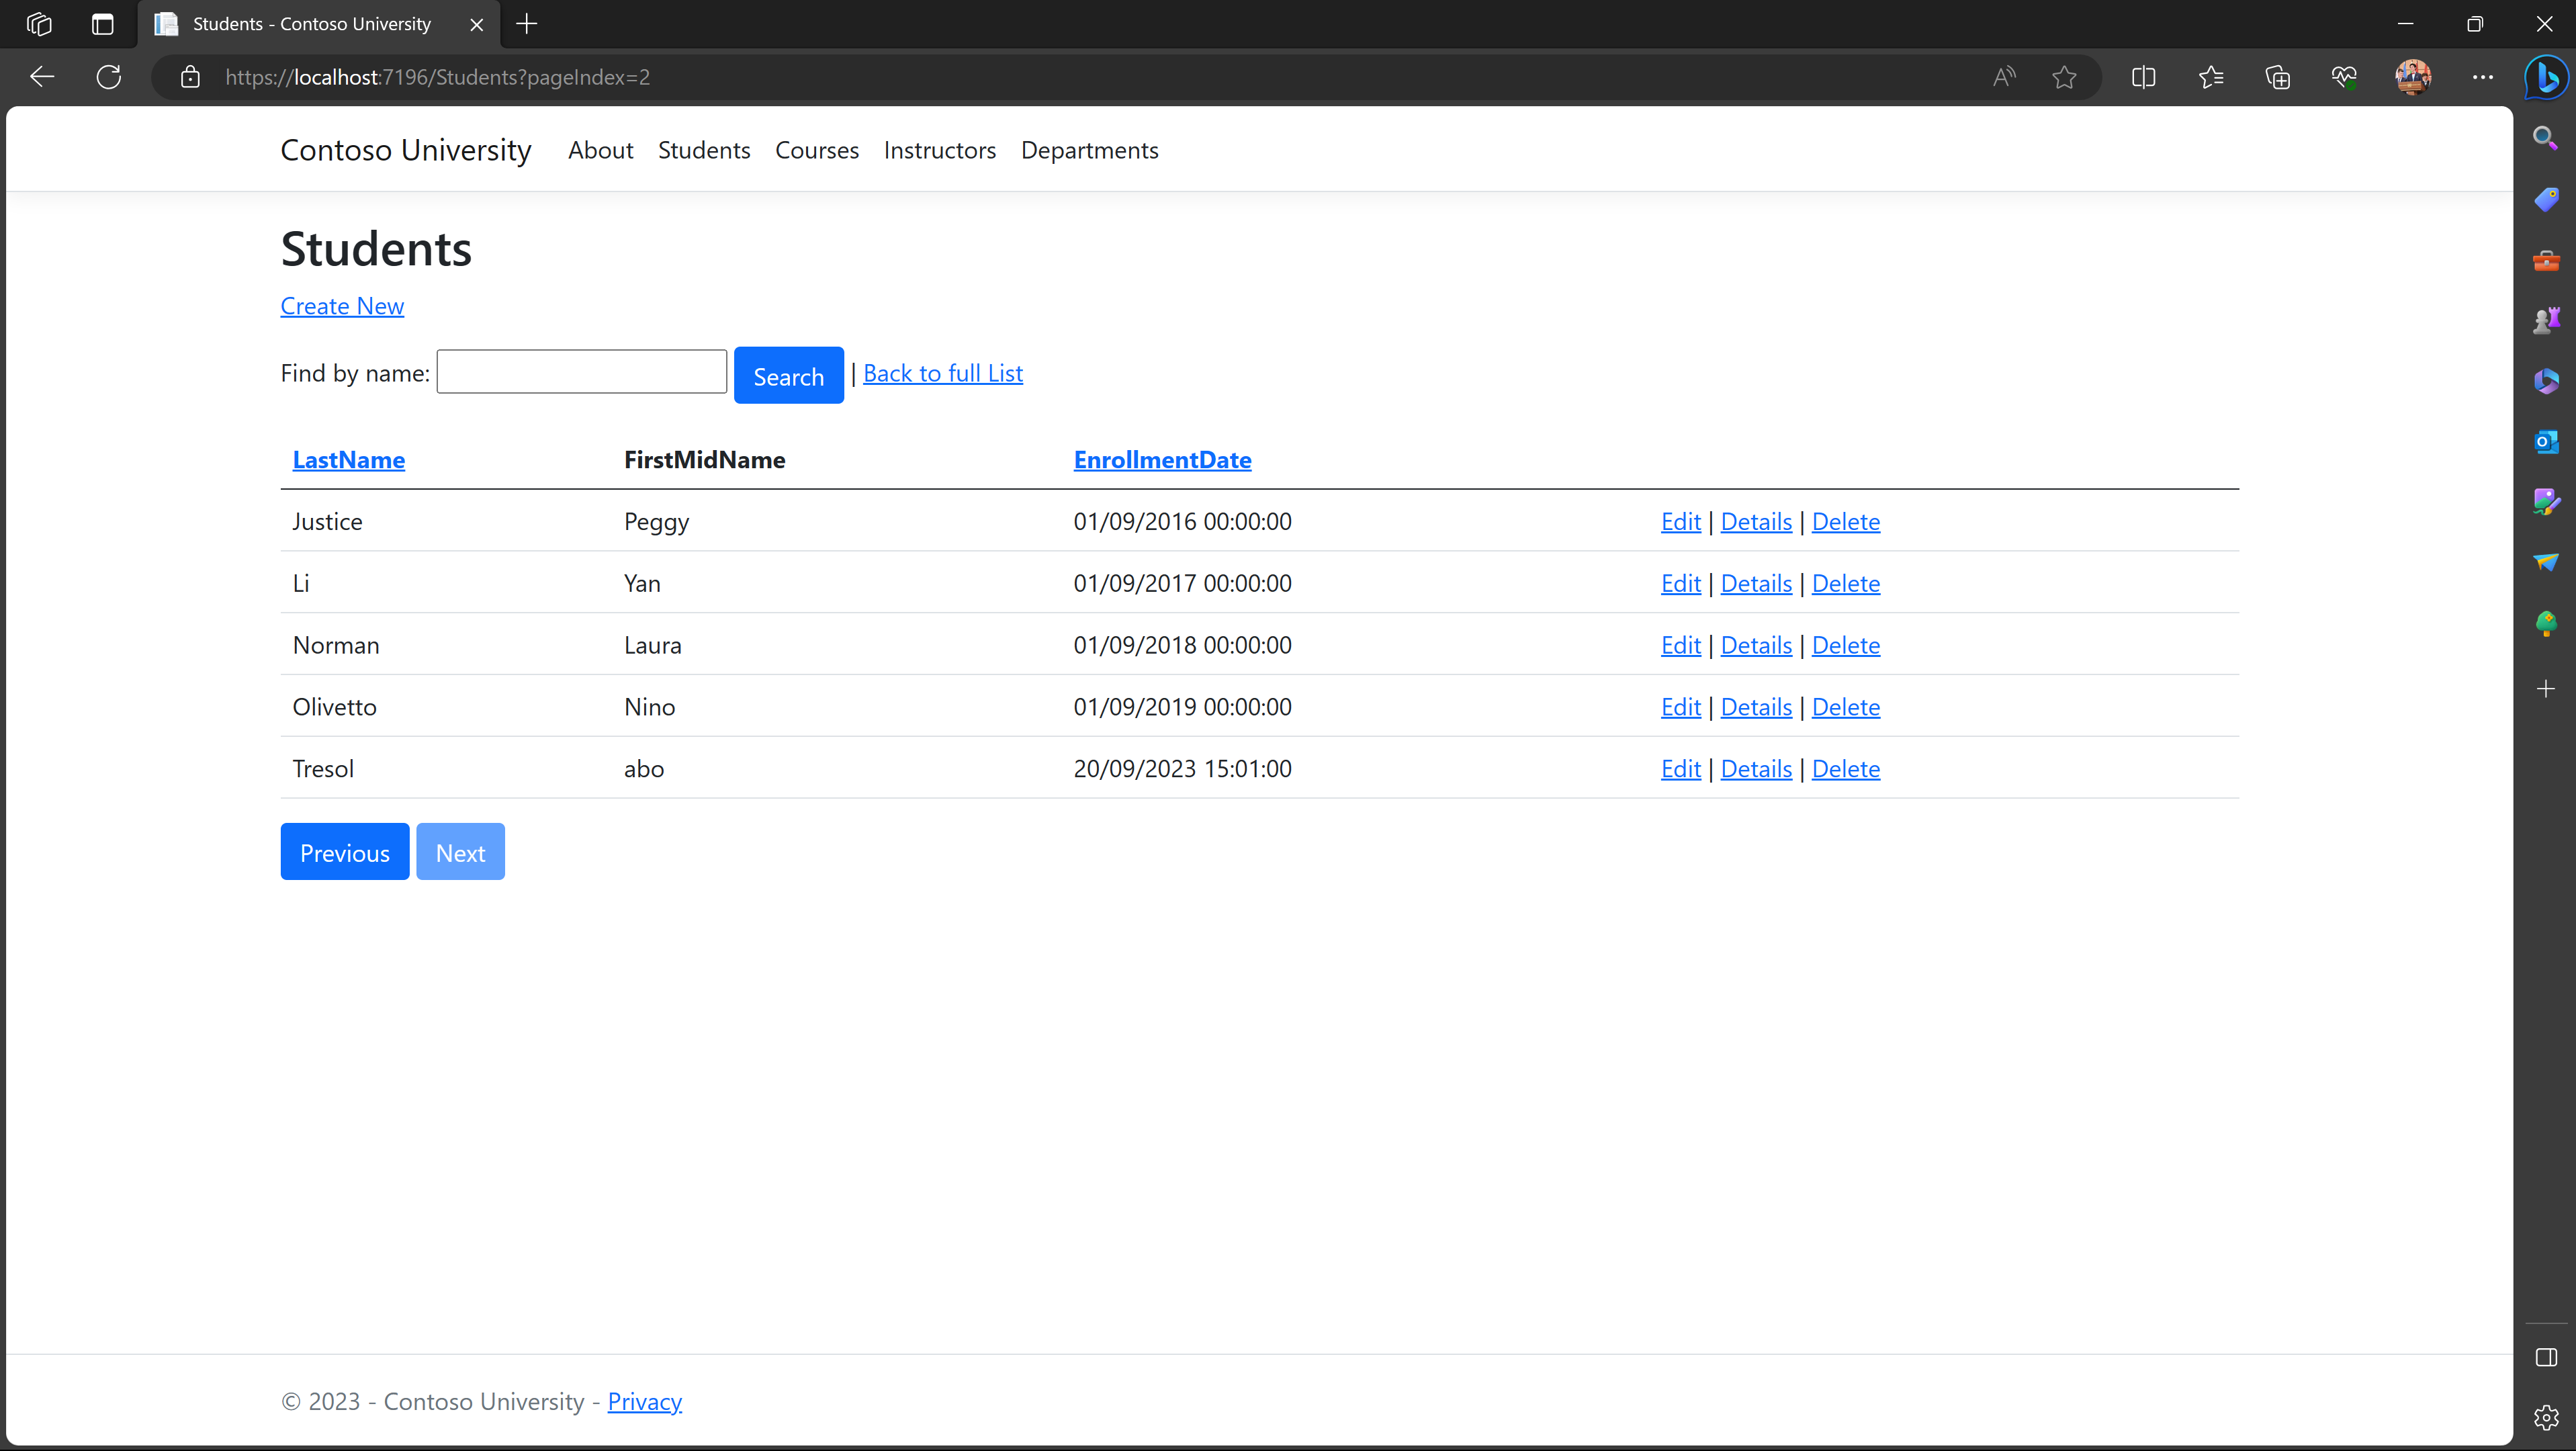 Students - Contoso University
https://localhost:7196/Students?pageIndex=2
Contoso University About Students Courses Instructors Departments
Students
Create New
Find by name: Search | Back to full List
LastName FirstMidName EnrollmentDate
Justice Peggy 01/09/2016 00:00:00 Edit | Details | Delete
Li Yan 01/09/2017 00:00:00 Edit | Details | Delete
Norman Laura 01/09/2018 00:00:00 Edit | Details | Delete
Olivetto Nino 01/09/2019 00:00:00 Edit | Details | Delete
Tresol abo 20/09/2023 15:01:00 Edit | Details | Delete
Previous Next
© 2023 - Contoso University - Privacy